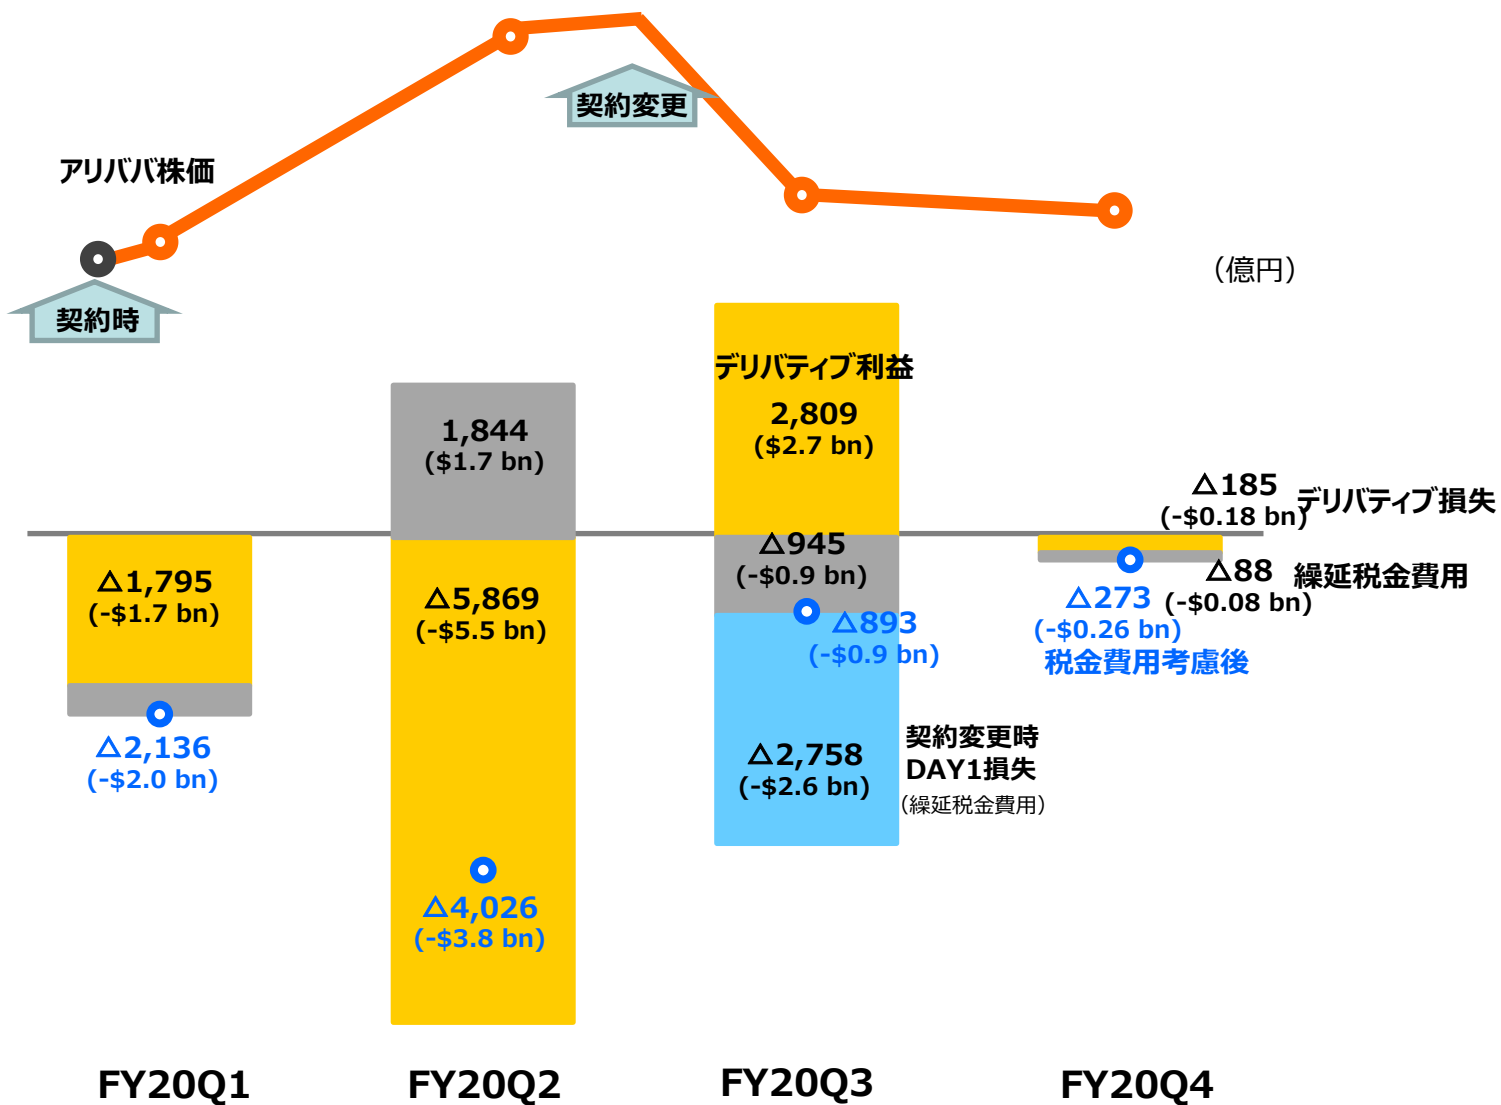 契約変更
アリババ株価
(億円)
契約時
デリバティブ利益
2,809
($2.7 bn)
1,844
($1.7 bn)
△185
(-$0.18 bn)
デリバティブ損失
△945
(-$0.9 bn)
△88
(-$0.08 bn)
繰延税金費用
△1,795
(-$1.7 bn)
△5,869
(-$5.5 bn)
△893
(-$0.9 bn)
△273
(-$0.26 bn)
税金費用考慮後
△2,136
(-$2.0 bn)
△2,758
(-$2.6 bn)
契約変更時
DAY1損失
(繰延税金費用)
△4,026
(-$3.8 bn)
FY20Q1
FY20Q2
FY20Q3
FY20Q4